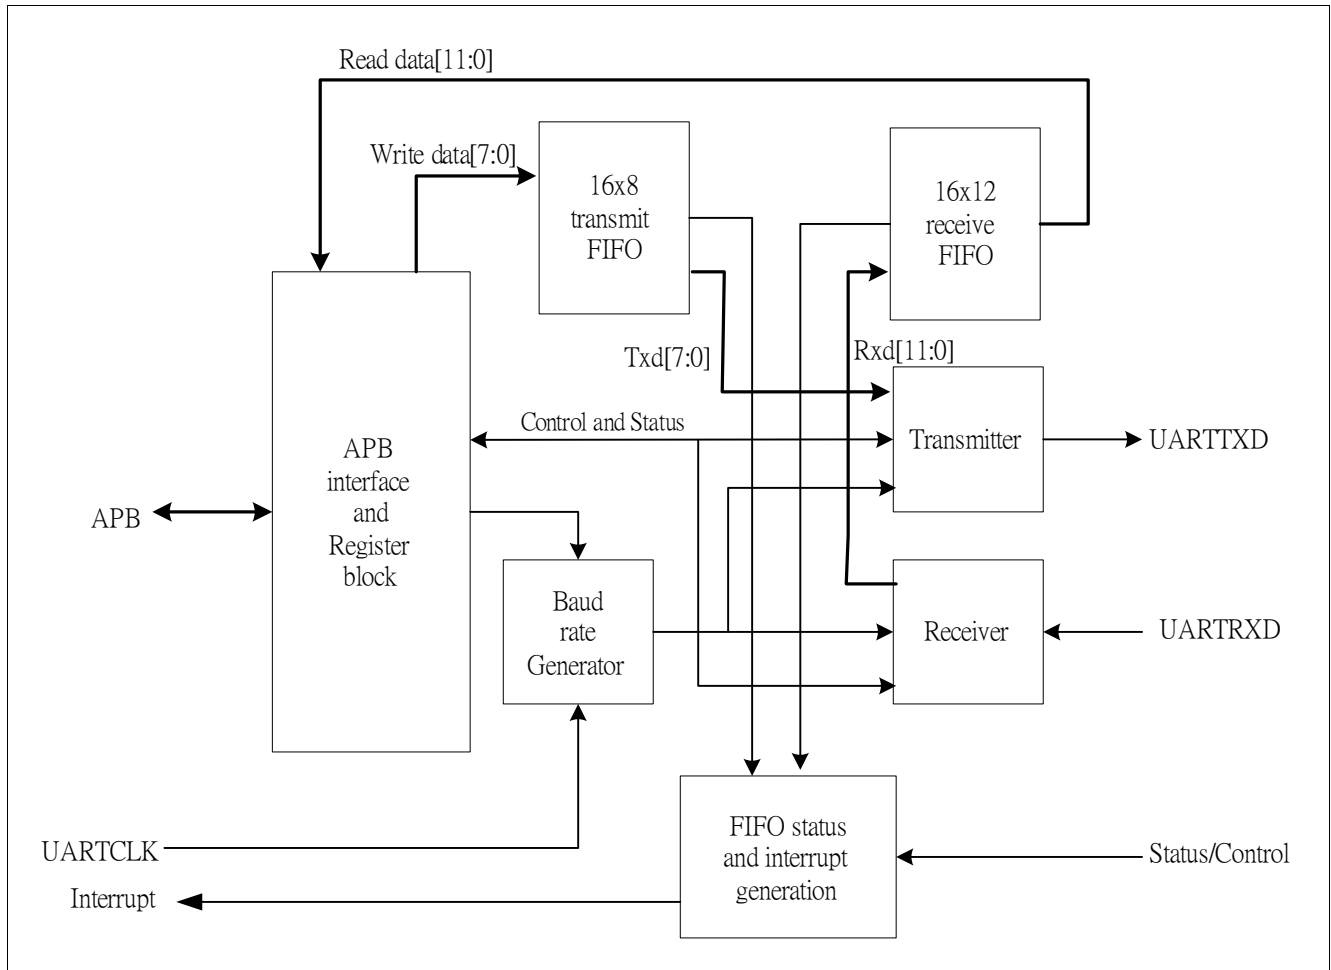 Read data[11:0]
Write data[7:0]
16x8
transmit
FIFO
16x12
receive
FIFO
Txd[7:0]
Rxd[11:0]
Control and Status
APB
interface
and
Register
block
Transmitter
UARTTXD
APB
Baud
rate
Generator
Receiver
UARTRXD
FIFO status
and interrupt
generation
UARTCLK
Status/Control
Interrupt